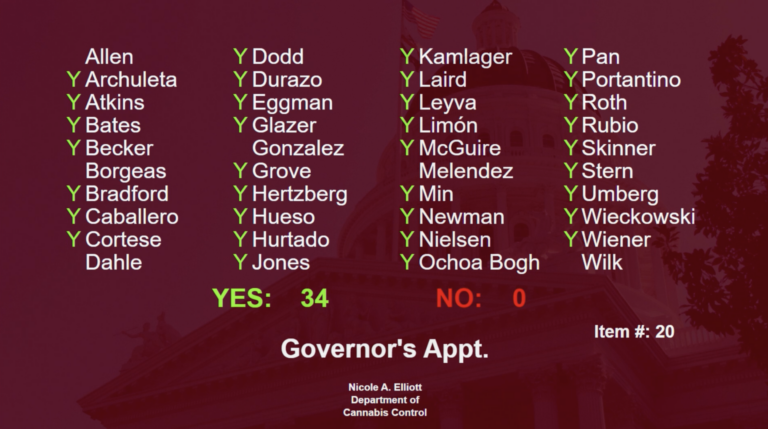 Allen
Y Archuleta
Y Atkins
Y Bates
Y Becker
Borgeas
Y Bradford
Y Caballero
Y Cortese
Dahle
Y Dodd
Y Durazo
Y Eggman
Y Glazer
Gonzalez
Y Grove
Y Hertzberg
Y Hueso
Y Hurtado
Y Jones
Y Kamlager
Y Laird
Y Leyva
Y Limón
Y McGuire
Melendez
Y Min
Y Newman
Y Nielsen
Y Ochoa Bogh
Y Pan
Y Portantino
Y Roth
Y Rubio
Y Skinner
Y Stern
Y Umberg
Y Wieckowski
Y Wiener
Wilk
YES: 34 NO: 0
Item #: 20
Governor's Appt.
Nicole A. Elliott
Department of
Cannabis Control